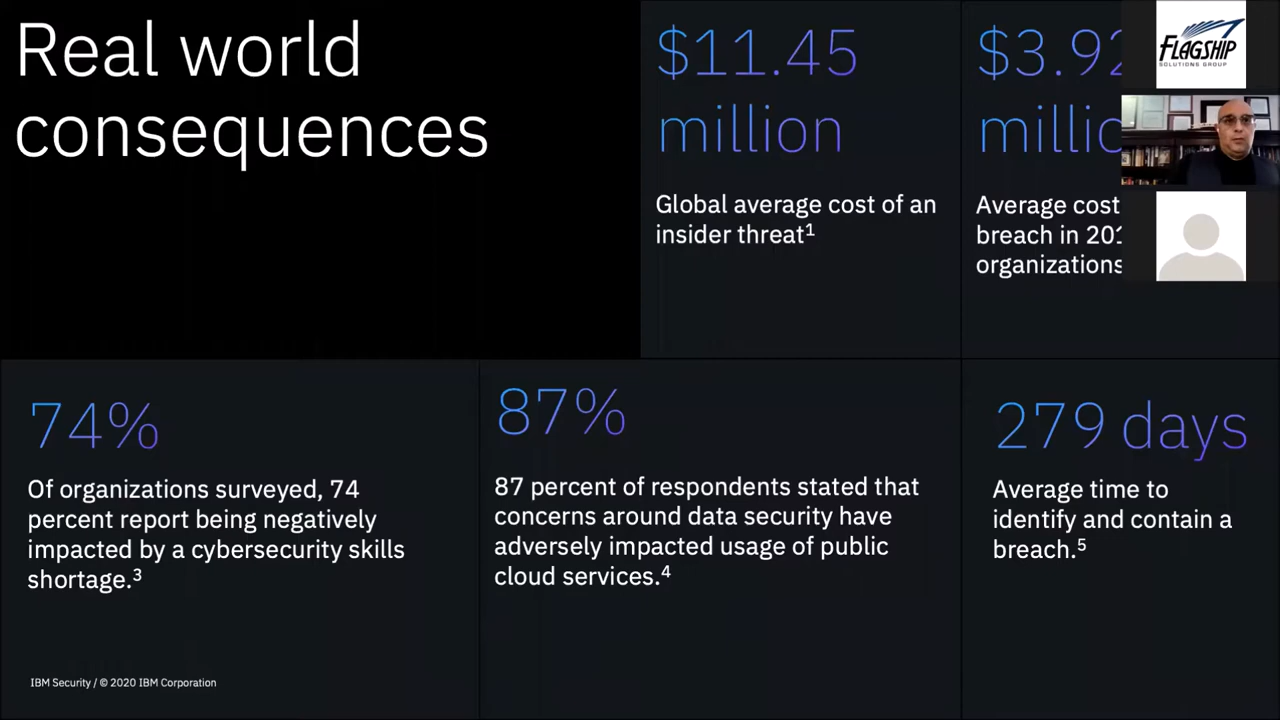 Real world
consequences
$11.45
million
Global average cost of an
insider threat1
$3.92
Average cost
breach in 201
organizations
FLAGSHIP
SOLUTIONS GROUP
74%
Of organizations surveyed, 74
percent report being negatively
impacted by a cybersecurity skills
shortage.3
87%
87 percent of respondents stated that
concerns around data security have
adversely impacted usage of public
cloud services.4
279 days
Average time to
identify and contain a
breach.5
IBM Security / © 2020 IBM Corporation